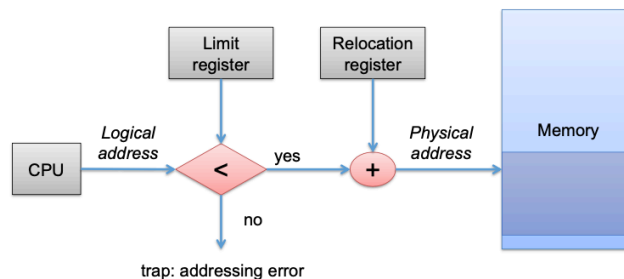 Limit
register
Relocation
register
Logical
address
Physical
address
Memory
CPU
<
yes
+
no
trap: addressing error